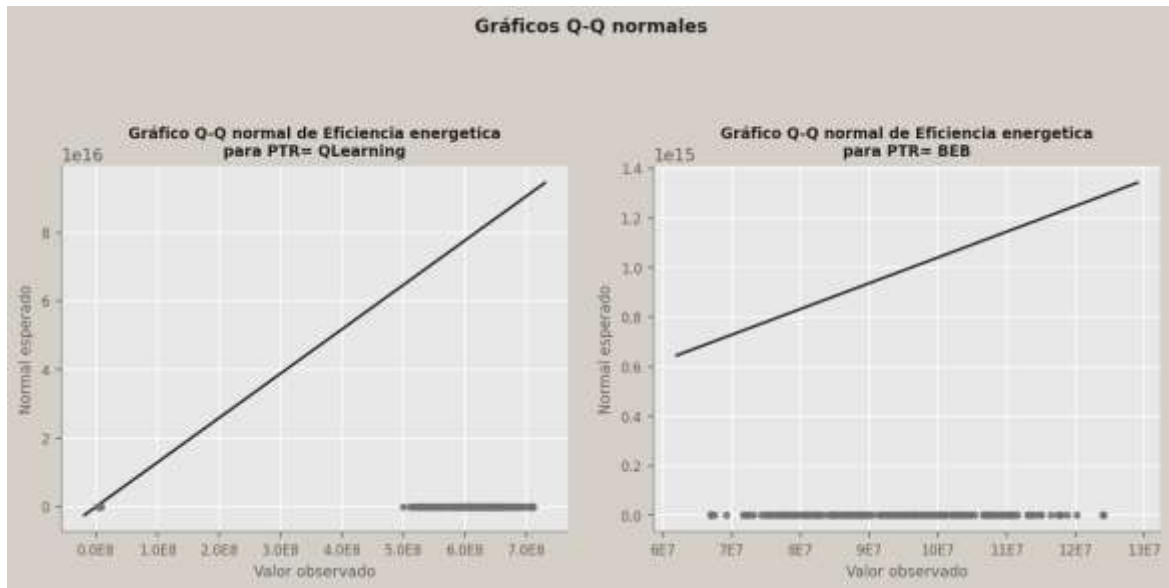 Gráficos Q-Q normales
Gráfico Q-Q normal de Eficiencia energetica
para PTR= QLearning
1e16
8
6
4
2
0
Normal esperado
0.0E8 1.0E8 2.0E8 3.0E8 4.0E8 5.0E8 6.0E8 7.0E8
Valor observado
Gráfico Q-Q normal de Eficiencia energetica
para PTR= BEB
1e15
1.4
1.2
1.0
0.8
0.6
0.4
0.2
0.0
Normal esperado
6E7 7E7 8E7 9E7 10E7 11E7 12E7 13E7
Valor observado